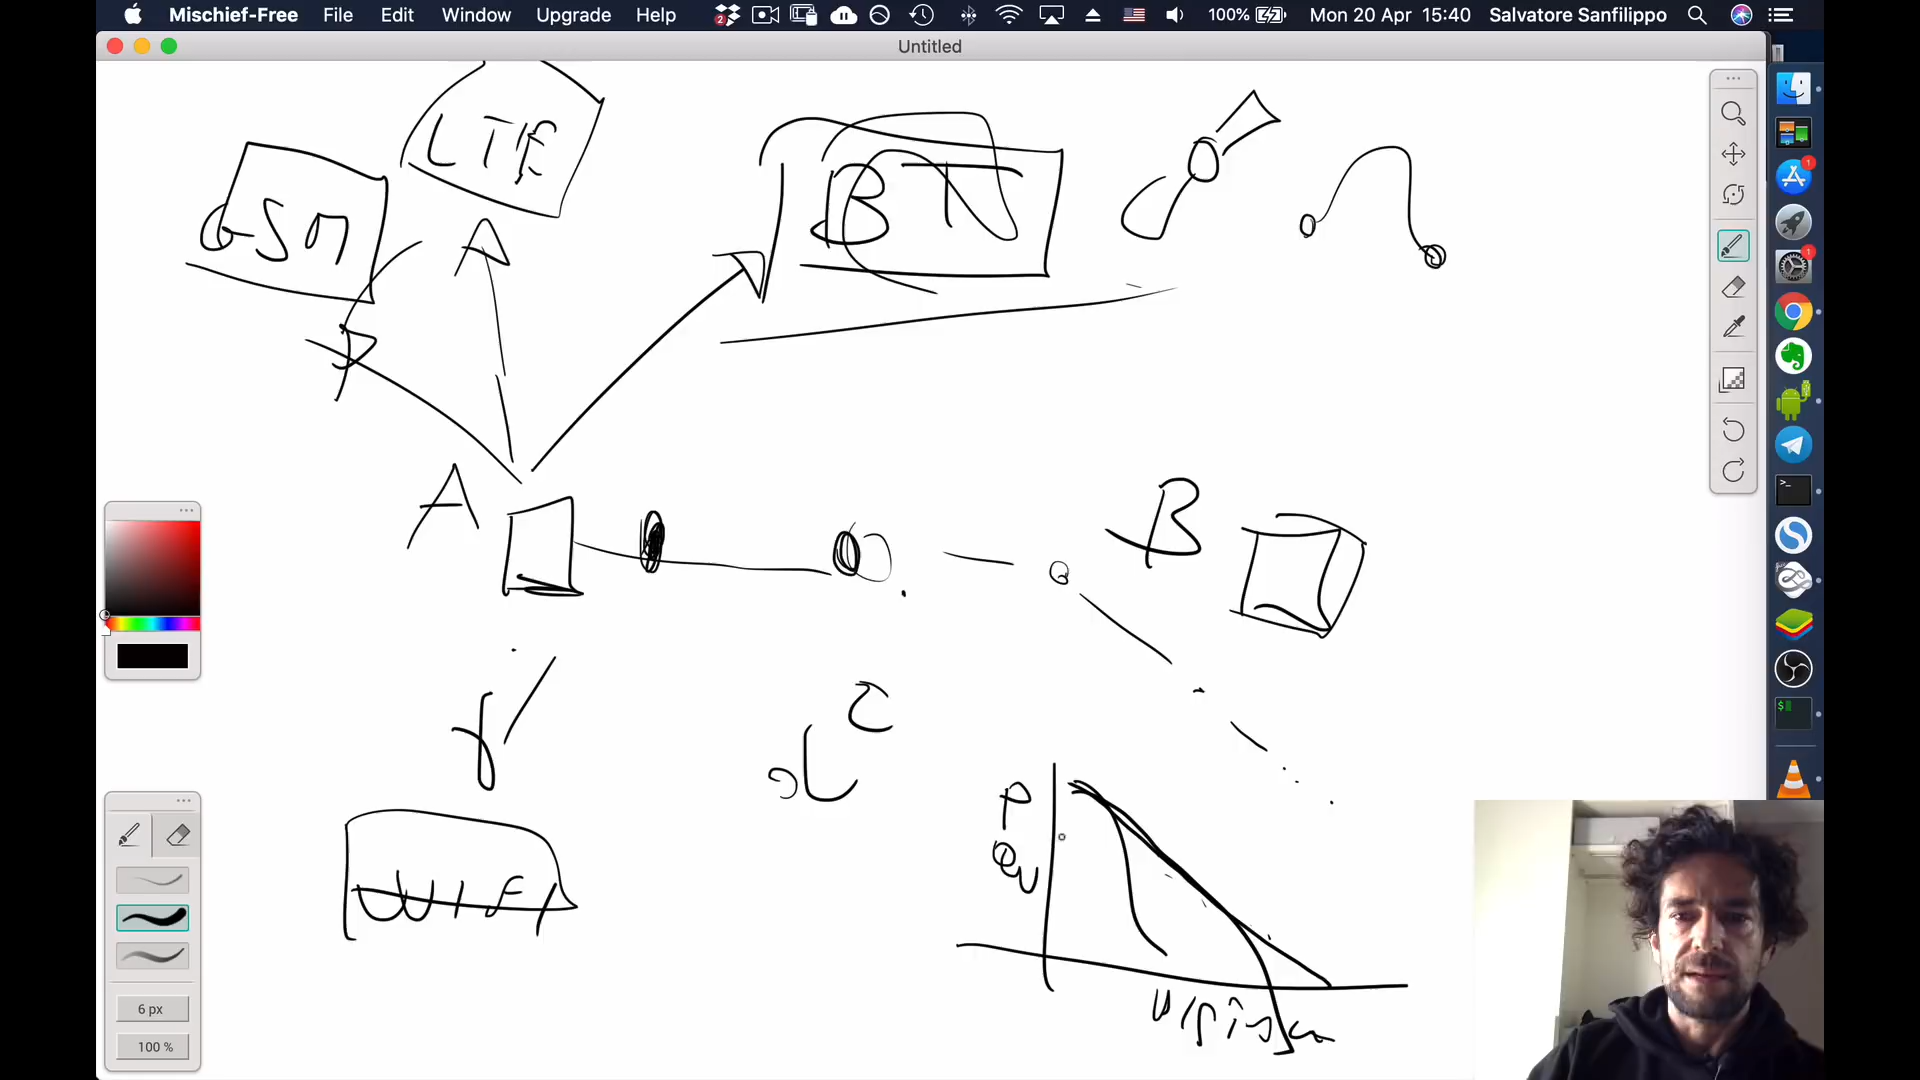 Mischief-Free File Edit Window Upgrade Help 100% Mon 20 Apr 15:40 Salvatore Sanfilippo
Untitled
LTE
GSM
BT
A
B
WIFI
P
6 px
100 %